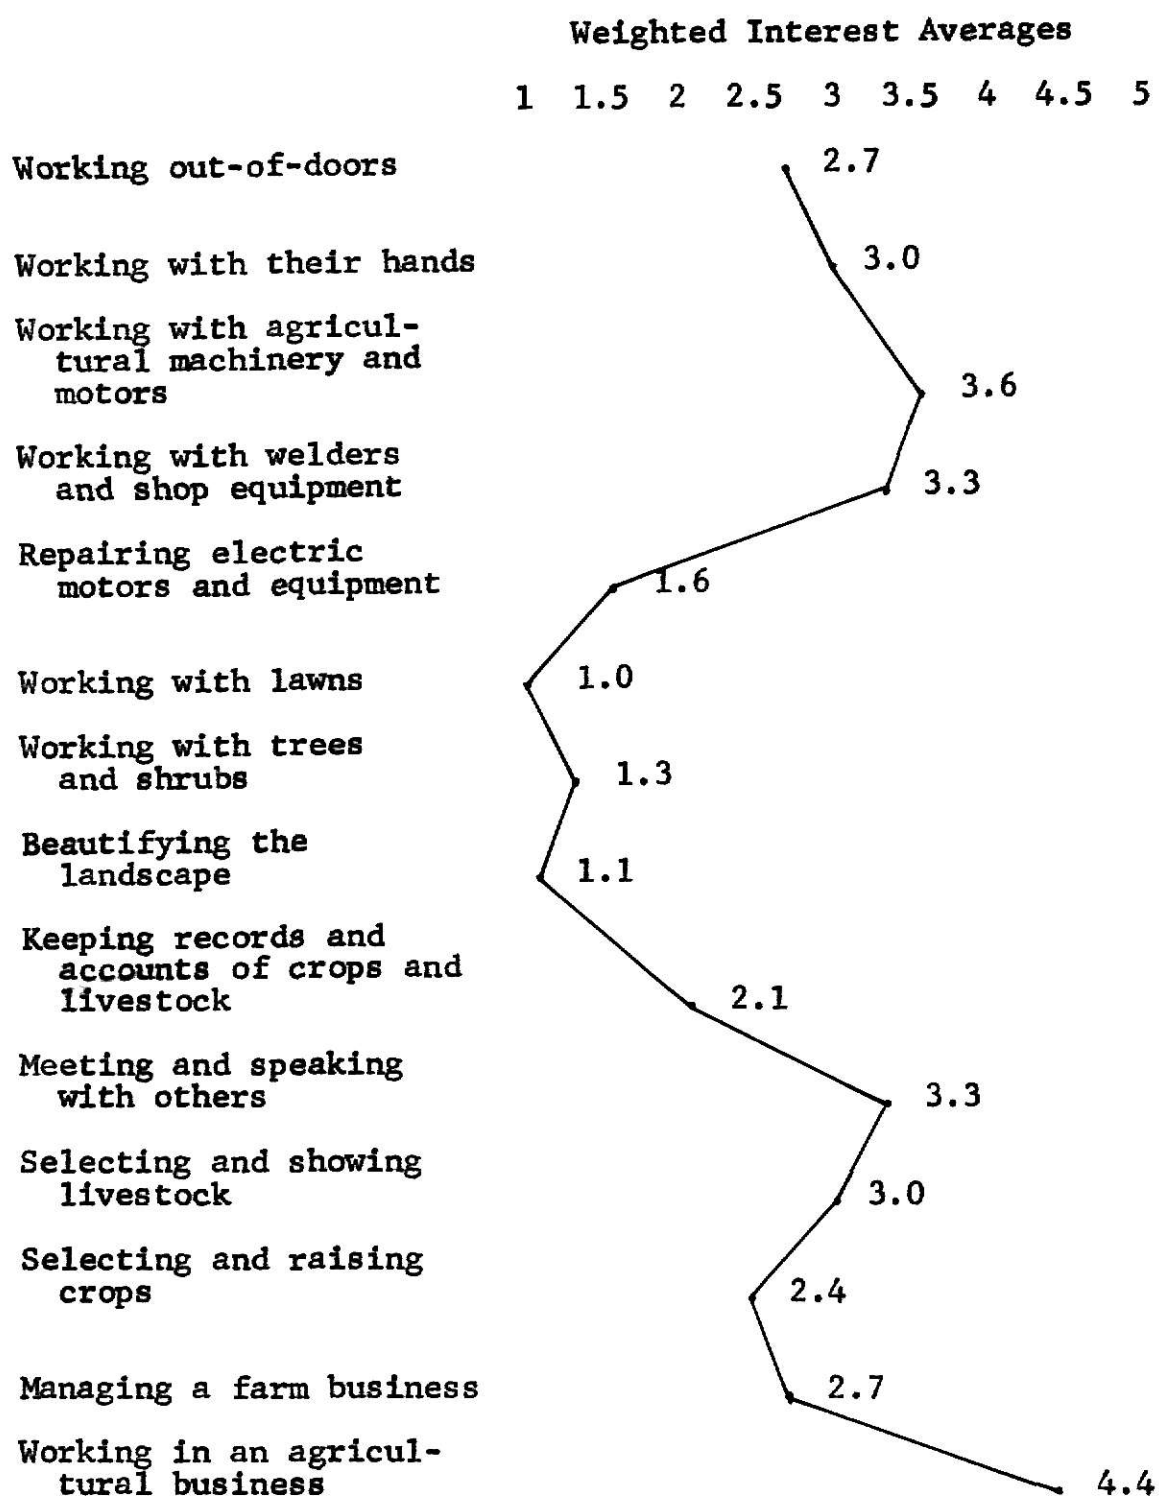 Weighted Interest Averages
1 1.5 2 2.5 3 3.5 4 4.5 5
Working out-of-doors 2.7
Working with their hands 3.0
Working with agricul-
tural machinery and
motors 3.6
Working with welders
and shop equipment 3.3
Repairing electric
motors and equipment 1.6
Working with lawns 1.0
Working with trees
and shrubs 1.3
Beautifying the
landscape 1.1
Keeping records and
accounts of crops and
livestock 2.1
Meeting and speaking
with others 3.3
Selecting and showing
livestock 3.0
Selecting and raising
crops 2.4
Managing a farm business 2.7
Working in an agricul-
tural business 4.4